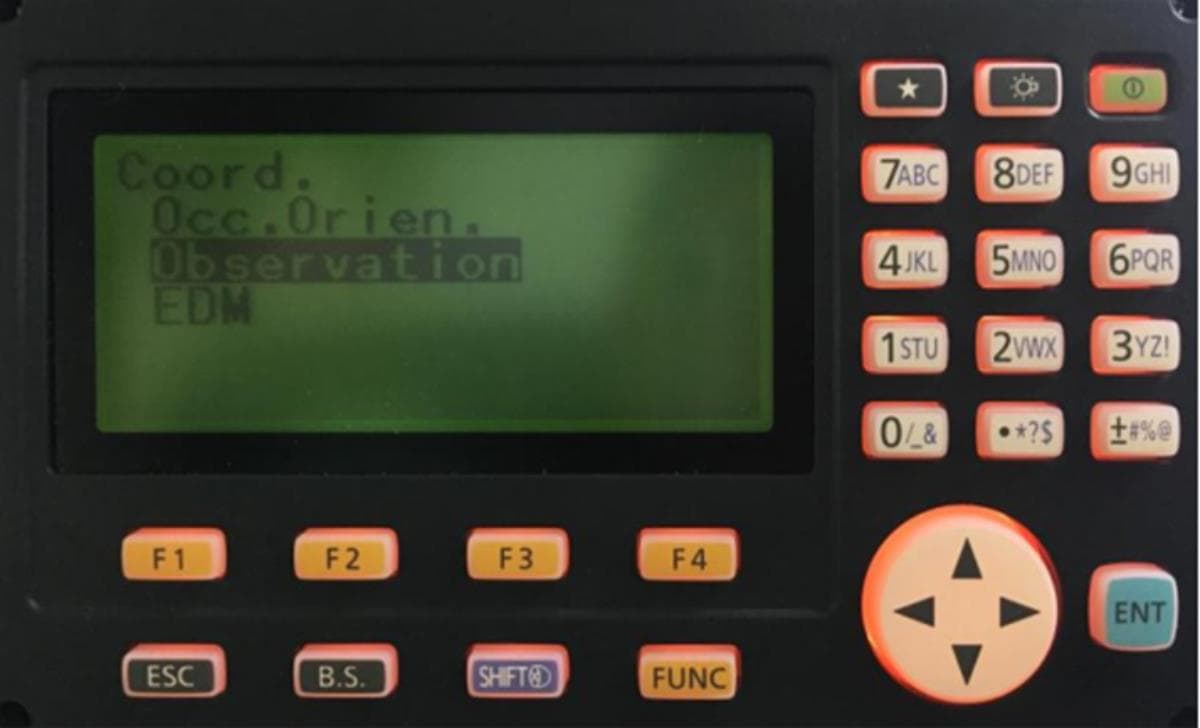 Coord.
Occ.Orien.
Observation
EDM
7ABC 8DEF 9GHI
4JKL 5MNO 6PQR
1STU 2VWX 3YZ!
0/_& •*?$ ±#%@
F1 F2 F3 F4
ENT
ESC B.S. SHIFT FUNC